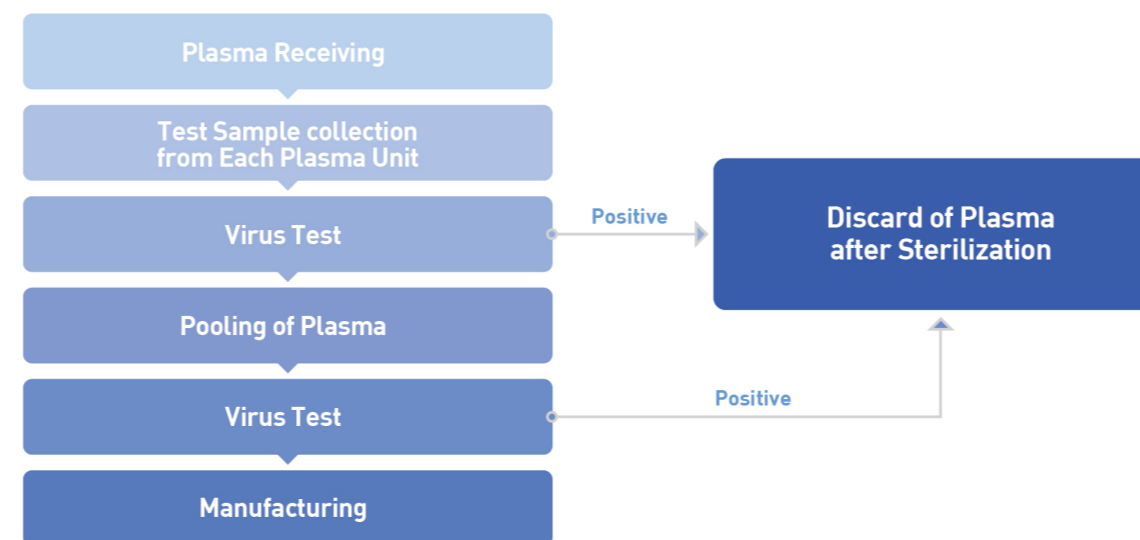 Plasma Receiving
Test Sample collection
from Each Plasma Unit
Virus Test
Positive
Discard of Plasma
after Sterilization
Pooling of Plasma
Virus Test
Positive
Manufacturing